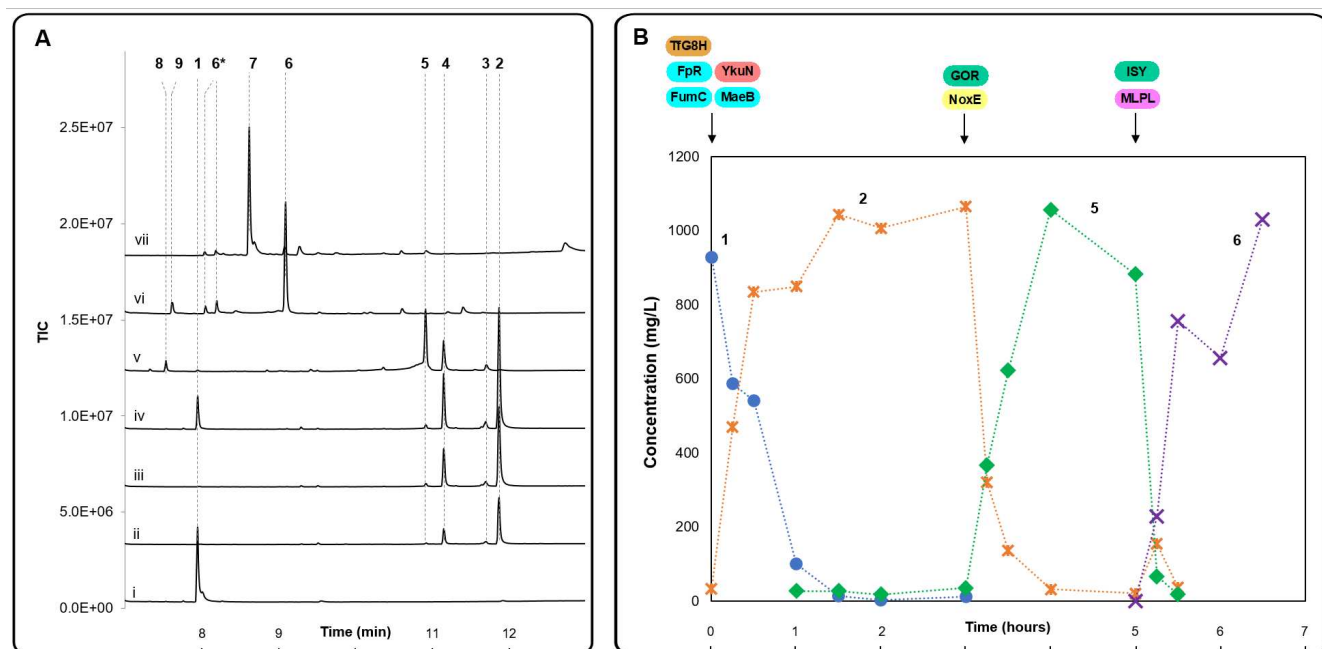 A
8 9 1 6* 7 6 5 4 3 2
2.5E+07
2.0E+07
1.5E+07
1.0E+07
5.0E+06
0.0E+00
TIC
vii
vi
v
iv
iii
ii
i
8 9 Time (min) 11 12
B
TfG8H
FpR YkuN
FumC MaeB
GOR
NoxE
ISY
MLPL
1200
1000
800
600
400
200
0
Concentration (mg/L)
1
2
5
6
0 1 2 Time (hours) 5 6 7